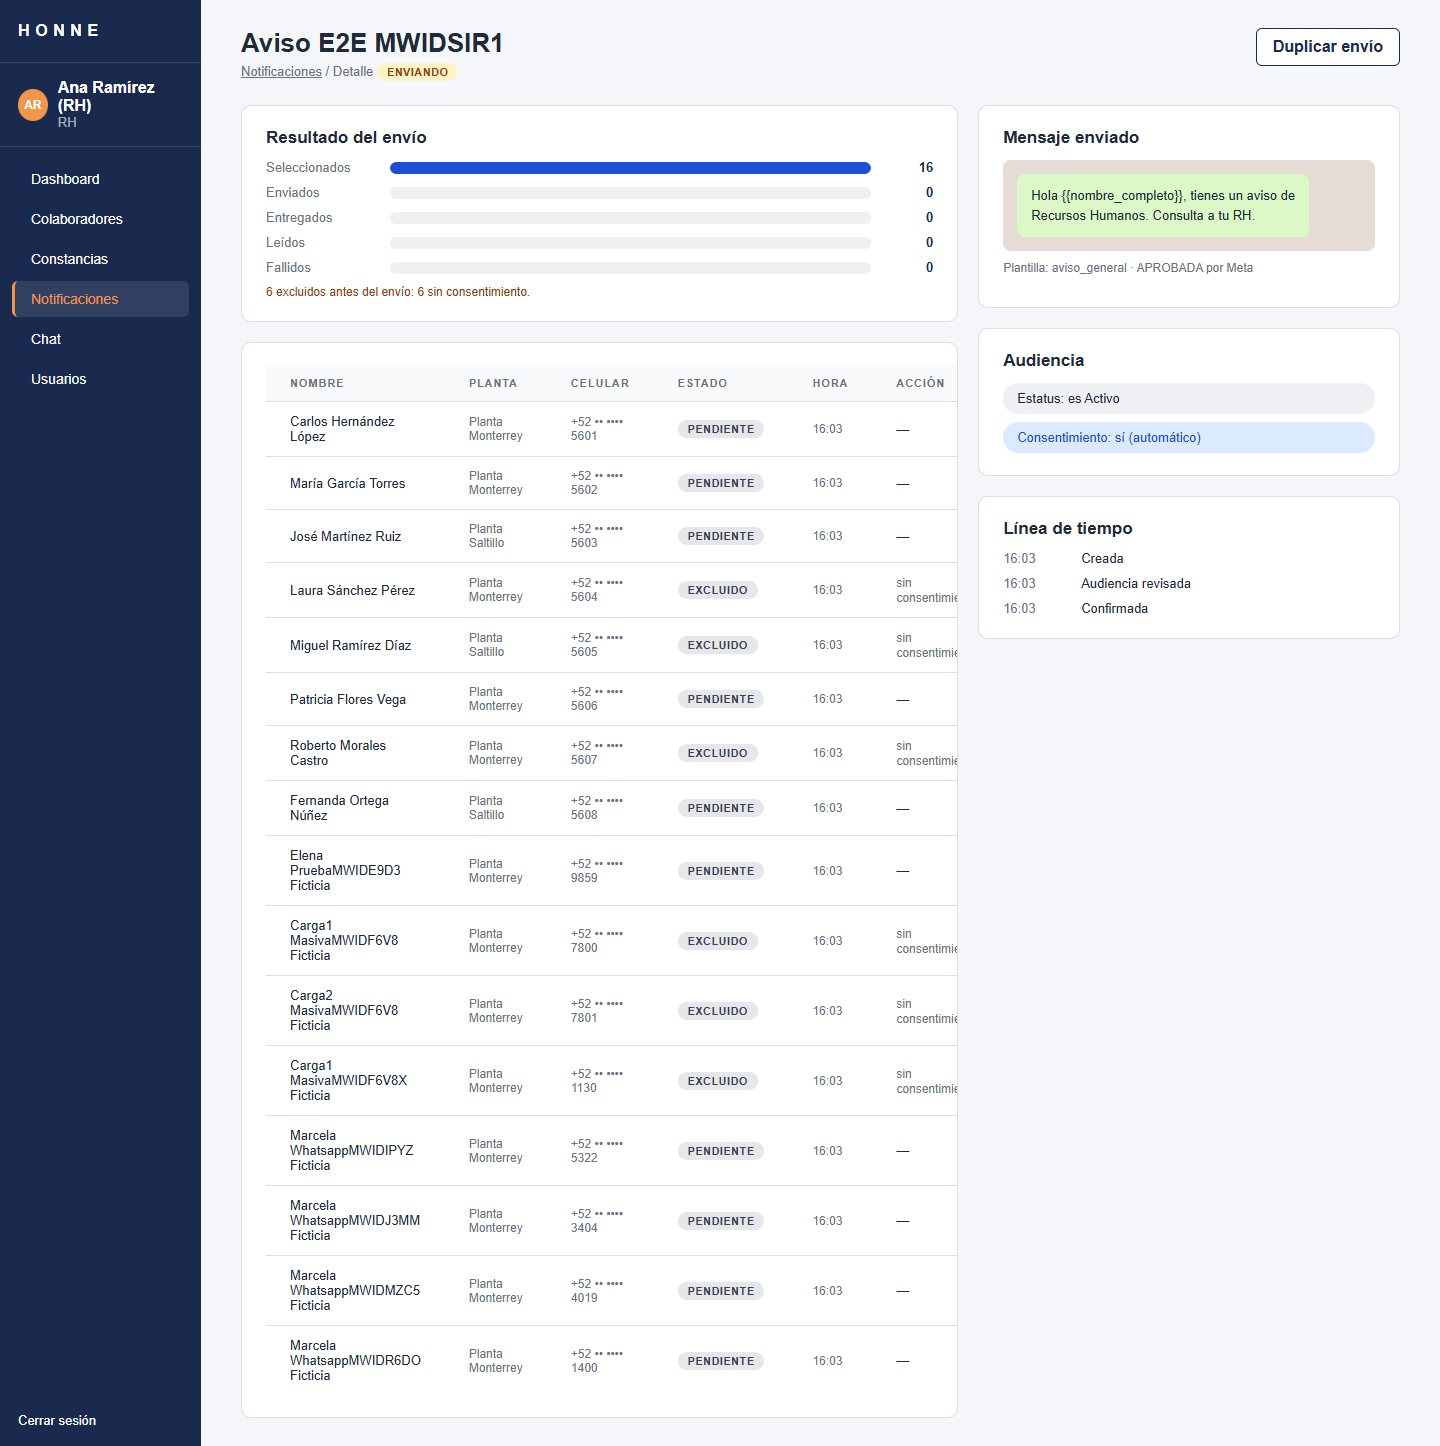 HONNE
AR
Ana Ramírez
(RH)
RH
Dashboard
Colaboradores
Constancias
Notificaciones
Chat
Usuarios
Cerrar sesión
Aviso E2E MWIDSIR1
Notificaciones / Detalle ENVIANDO
Duplicar envío
Resultado del envío
Seleccionados 16
Enviados 0
Entregados 0
Leídos 0
Fallidos 0
6 excluidos antes del envío: 6 sin consentimiento.
NOMBRE PLANTA CELULAR ESTADO HORA ACCIÓN
Carlos Hernández
López
Planta
Monterrey
+52 •• ••••
5601
PENDIENTE
16:03
—
María García Torres
Planta
Monterrey
+52 •• ••••
5602
PENDIENTE
16:03
—
José Martínez Ruiz
Planta
Saltillo
+52 •• ••••
5603
PENDIENTE
16:03
—
Laura Sánchez Pérez
Planta
Monterrey
+52 •• ••••
5604
EXCLUIDO
16:03
sin
consentimie
Miguel Ramírez Díaz
Planta
Saltillo
+52 •• ••••
5605
EXCLUIDO
16:03
sin
consentimie
Patricia Flores Vega
Planta
Monterrey
+52 •• ••••
5606
PENDIENTE
16:03
—
Roberto Morales
Castro
Planta
Monterrey
+52 •• ••••
5607
EXCLUIDO
16:03
sin
consentimie
Fernanda Ortega
Núñez
Planta
Saltillo
+52 •• ••••
5608
PENDIENTE
16:03
—
Elena
PruebaMWIDE9D3
Ficticia
Planta
Monterrey
+52 •• ••••
9859
PENDIENTE
16:03
—
Carga1
MasivaMWIDF6V8
Ficticia
Planta
Monterrey
+52 •• ••••
7800
EXCLUIDO
16:03
sin
consentimie
Carga2
MasivaMWIDF6V8
Ficticia
Planta
Monterrey
+52 •• ••••
7801
EXCLUIDO
16:03
sin
consentimie
Carga1
MasivaMWIDF6V8X
Ficticia
Planta
Monterrey
+52 •• ••••
1130
EXCLUIDO
16:03
sin
consentimie
Marcela
WhatsappMWIDIPYZ
Ficticia
Planta
Monterrey
+52 •• ••••
5322
PENDIENTE
16:03
—
Marcela
WhatsappMWIDJ3MM
Ficticia
Planta
Monterrey
+52 •• ••••
3404
PENDIENTE
16:03
—
Marcela
WhatsappMWIDMZC5
Ficticia
Planta
Monterrey
+52 •• ••••
4019
PENDIENTE
16:03
—
Marcela
WhatsappMWIDR6DO
Ficticia
Planta
Monterrey
+52 •• ••••
1400
PENDIENTE
16:03
—
Mensaje enviado
Hola {{nombre_completo}}, tienes un aviso de
Recursos Humanos. Consulta a tu RH.
Plantilla: aviso_general · APROBADA por Meta
Audiencia
Estatus: es Activo
Consentimiento: sí (automático)
Línea de tiempo
16:03 Creada
16:03 Audiencia revisada
16:03 Confirmada